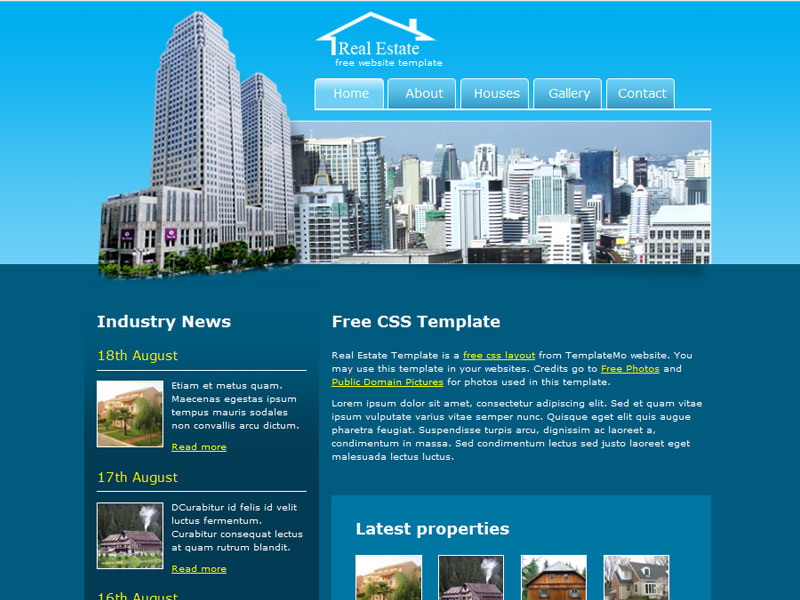 Real Estate
free website template
Home About Houses Gallery Contact
Industry News
18th August
Etiam et metus quam.
Maecenas egestas ipsum
tempus mauris sodales
non convallis arcu dictum.
Read more
17th August
DCurabitur id felis id velit
luctus fermentum.
Curabitur consequat lectus
at quam rutrum blandit.
Read more
16th August
Free CSS Template
Real Estate Template is a free css layout from TemplateMo website. You
may use this template in your websites. Credits go to Free Photos and
Public Domain Pictures for photos used in this template.
Lorem ipsum dolor sit amet, consectetur adipiscing elit. Sed et quam vitae
ipsum vulputate varius vitae semper nunc. Quisque eget elit quis augue
pharetra feugiat. Suspendisse turpis arcu, dignissim ac laoreet a,
condimentum in massa. Sed condimentum lectus sed justo laoreet eget
malesuada lectus luctus.
Latest properties